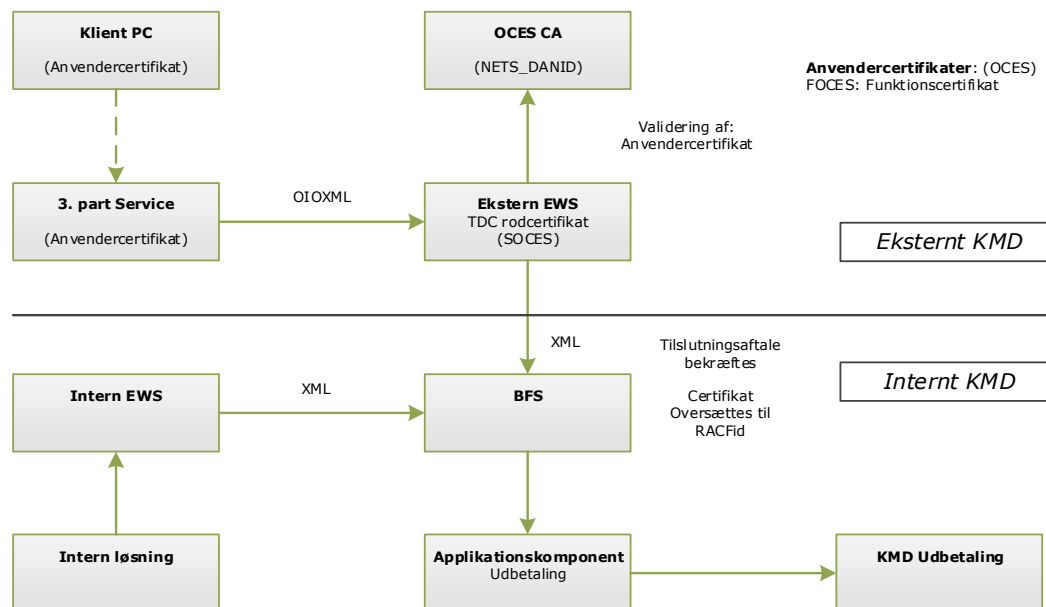 Klient PC
(Anvendercertifikat)
OCES CA
(NETS_DANID)
Anvendercertifikater: (OCES)
FOCES: Funktionscertifikat
Validering af:
Anvendercertifikat
3. part Service
(Anvendercertifikat)
OIOXML
Ekstern EWS
TDC rodcertifikat
(SOCES)
Eksternt KMD
XML
Tilslutningsaftale
bekræftes
Certifikat
Oversættes til
RACFid
Internt KMD
Intern EWS
XML
BFS
Intern løsning
Applikationskomponent
Udbetaling
KMD Udbetaling